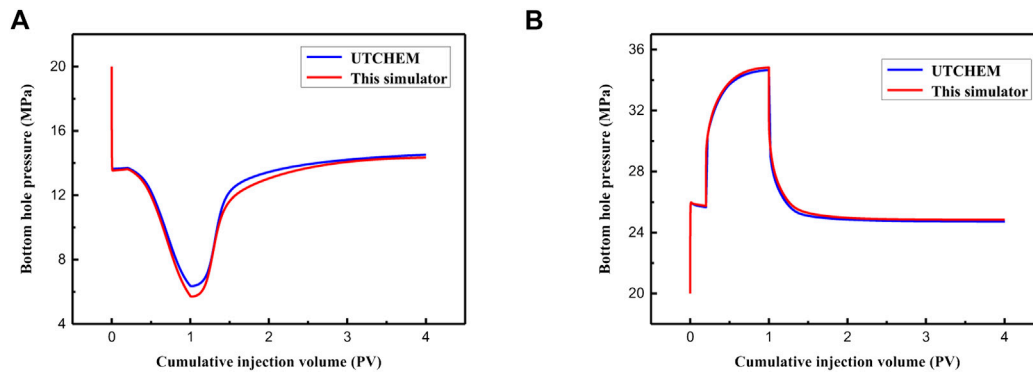 A
Bottom hole pressure (MPa)
20
16
12
8
4
UTCHEM
This simulator
0
1
2
3
4
Cumulative injection volume (PV)
B
Bottom hole pressure (MPa)
36
32
28
24
20
UTCHEM
This simulator
0
1
2
3
4
Cumulative injection volume (PV)